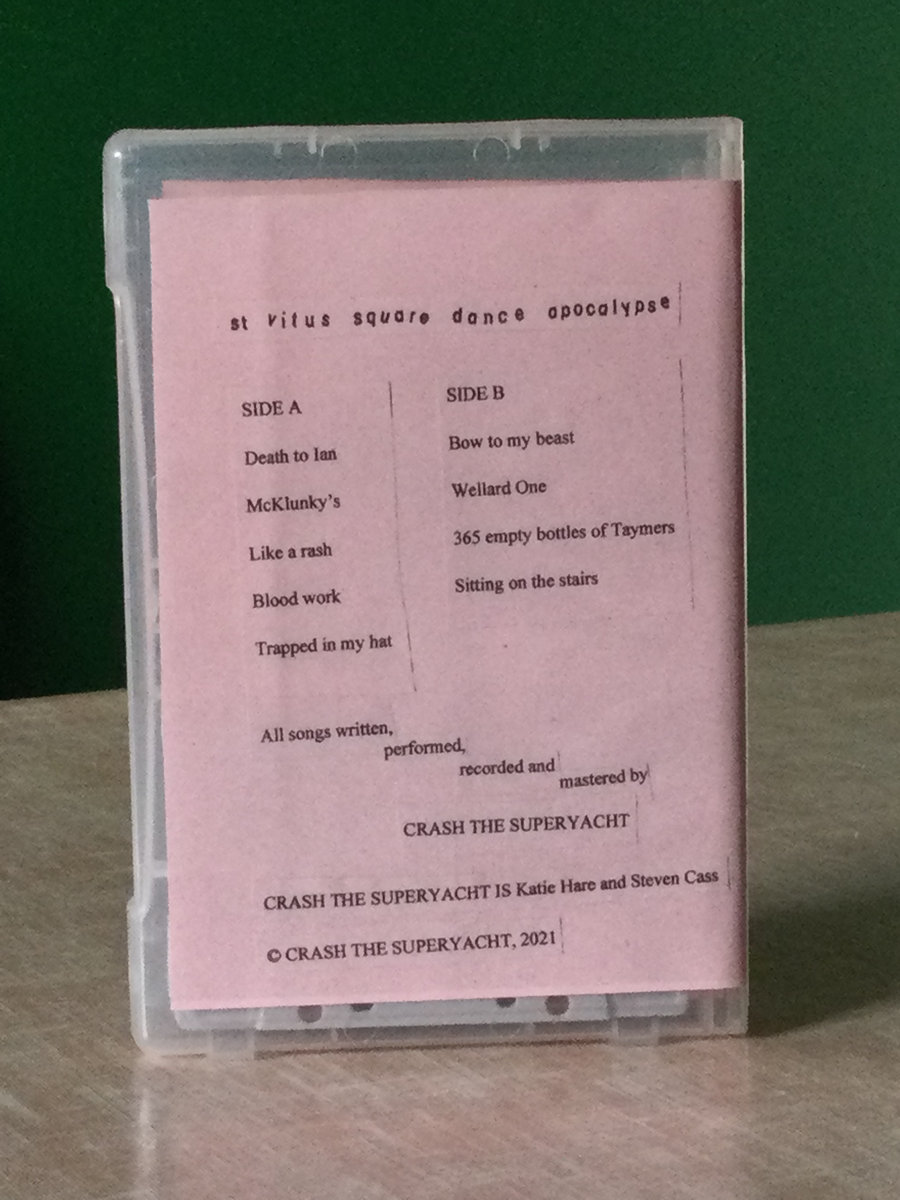 st vitus square dance apocalypse
SIDE A
Death to Ian
McKlunky's
Like a rash
Blood work
Trapped in my hat
SIDE B
Bow to my beast
Wellard One
365 empty bottles of Taymers
Sitting on the stairs
All songs written,
performed,
recorded and
mastered by
CRASH THE SUPERYACHT
CRASH THE SUPERYACHT IS Katie Hare and Steven Cass
© CRASH THE SUPERYACHT, 2021